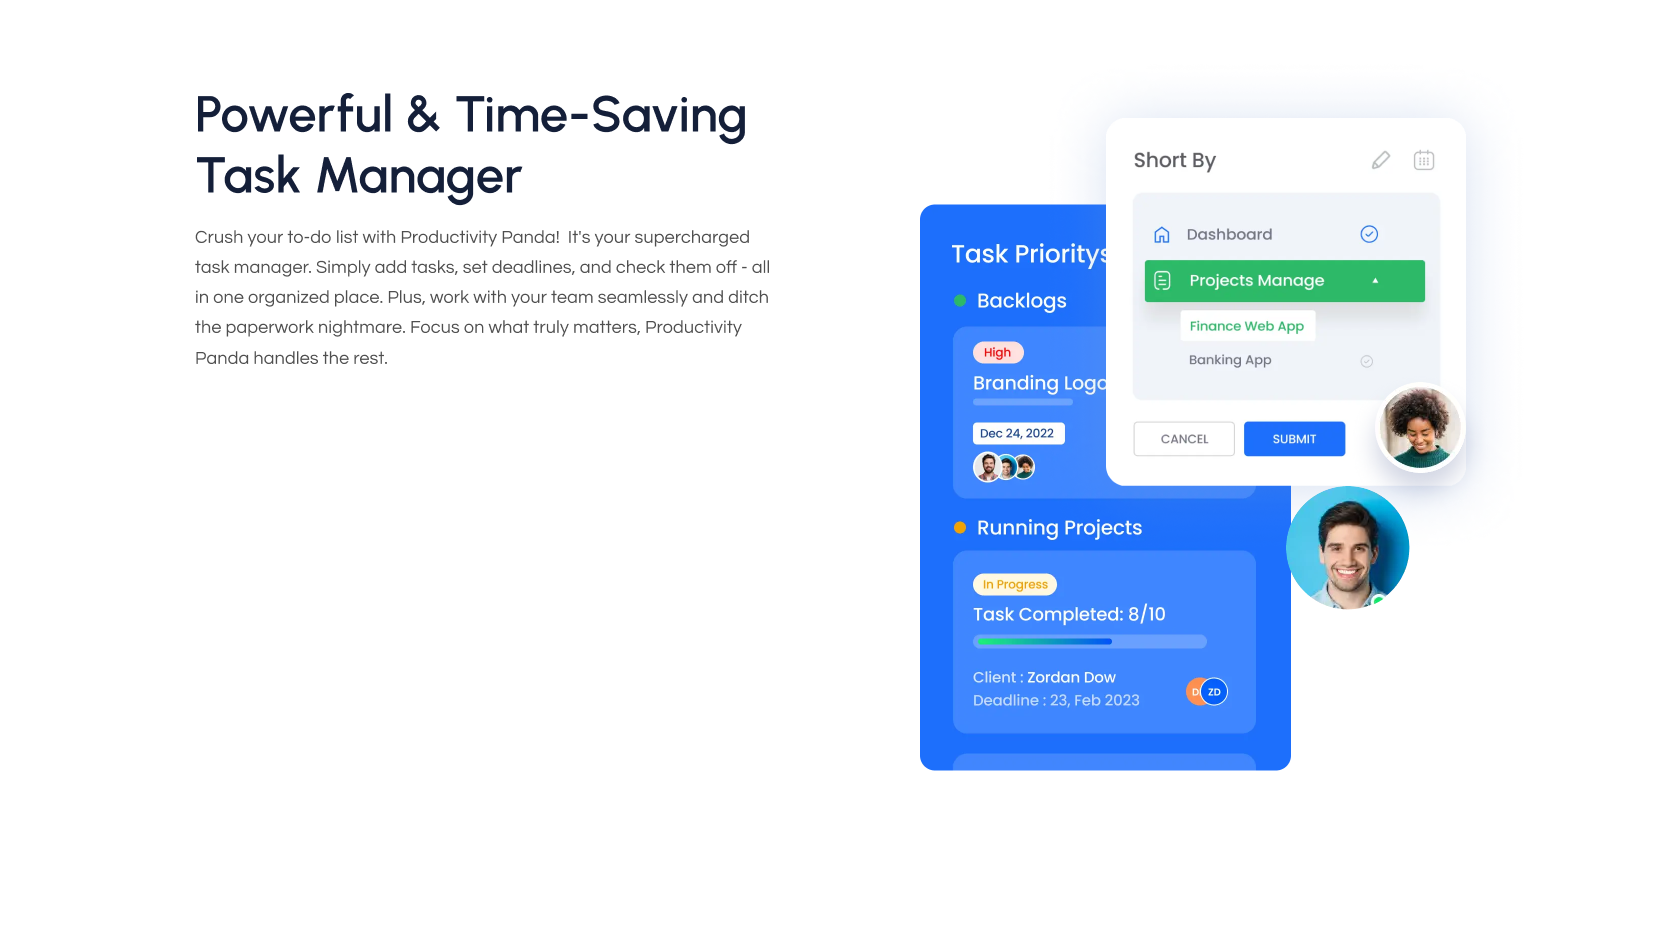 Powerful & Time-Saving
Task Manager
Crush your to-do list with Productivity Panda!  It's your supercharged
task manager. Simply add tasks, set deadlines, and check them off - all
in one organized place. Plus, work with your team seamlessly and ditch
the paperwork nightmare. Focus on what truly matters, Productivity
Panda handles the rest.
Short By
Dashboard
Projects Manage
Finance Web App
Banking App
CANCEL
SUBMIT
Task Prioritys
Backlogs
High
Branding Logo
Dec 24, 2022
Running Projects
In Progress
Task Completed: 8/10
Client : Zordan Dow
Deadline : 23, Feb 2023
D
ZD